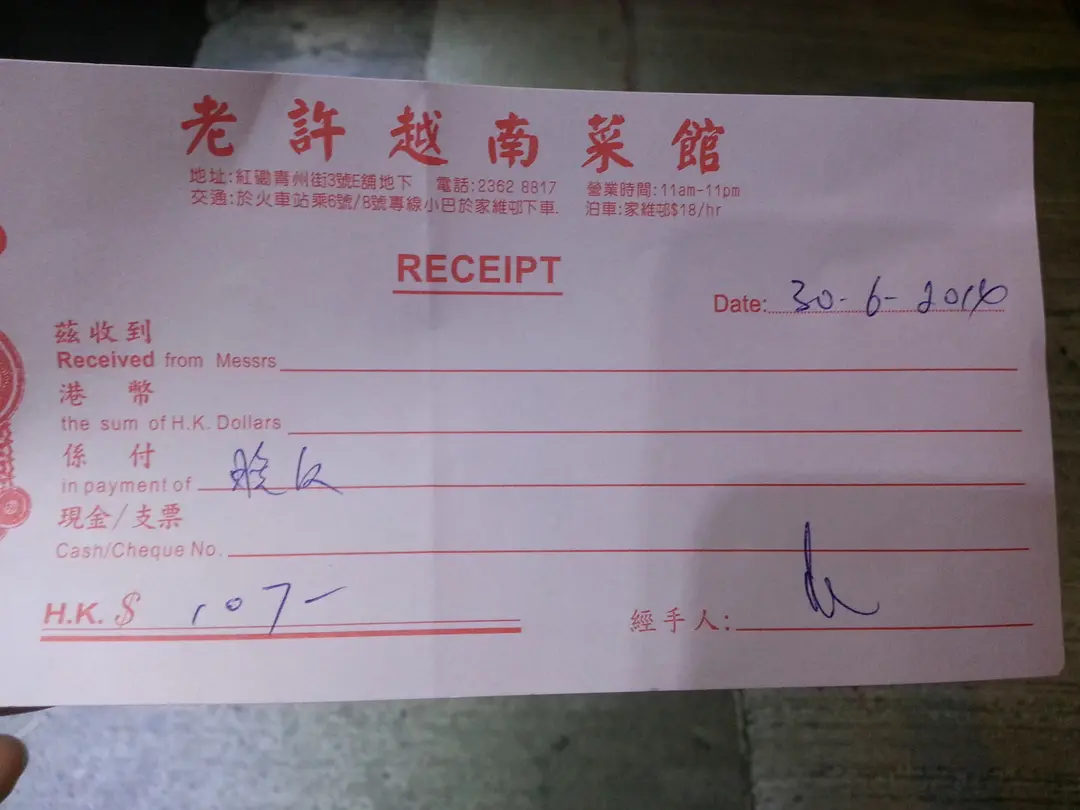 老許越南菜館
地址:紅磡青州街3號E舖地下 電話:2362 8817 營業時間:11am-11pm
交通:於火車站乘6號/8號專線小巴於家維邨下車. 泊車:家維邨$18/hr
RECEIPT
Date: 30-6-2014
茲收到
Received from Messrs
港幣
the sum of H.K. Dollars
係付
in payment of 晚飯
現金/支票
Cash/Cheque No.
H.K. $ 107-
經手人: